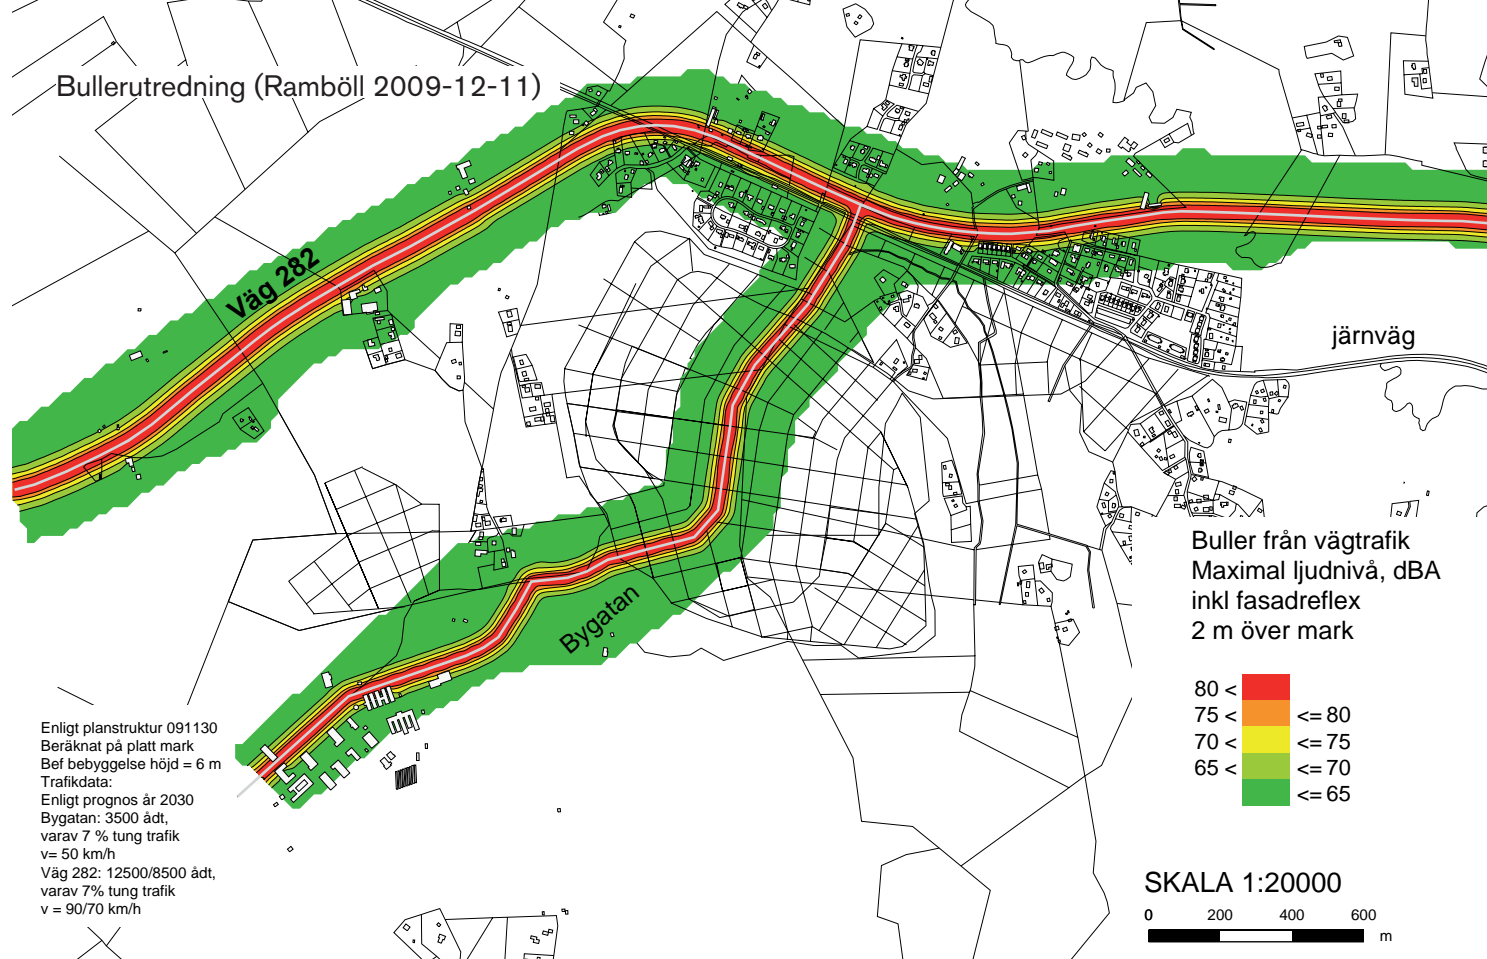 Bullerutredning (Ramböll 2009-12-11)
Väg 282
järnväg
Bygatan
Buller från vägtrafik
Maximal ljudnivå, dBA
inkl fasadreflex
2 m över mark
80 <
75 < <= 80
70 < <= 75
65 < <= 70
<= 65
Enligt planstruktur 091130
Beräknat på platt mark
Bef bebyggelse höjd = 6 m
Trafikdata:
Enligt prognos år 2030
Bygatan: 3500 ådt,
varav 7 % tung trafik
v= 50 km/h
Väg 282: 12500/8500 ådt,
varav 7% tung trafik
v = 90/70 km/h
SKALA 1:20000
0 200 400 600
m